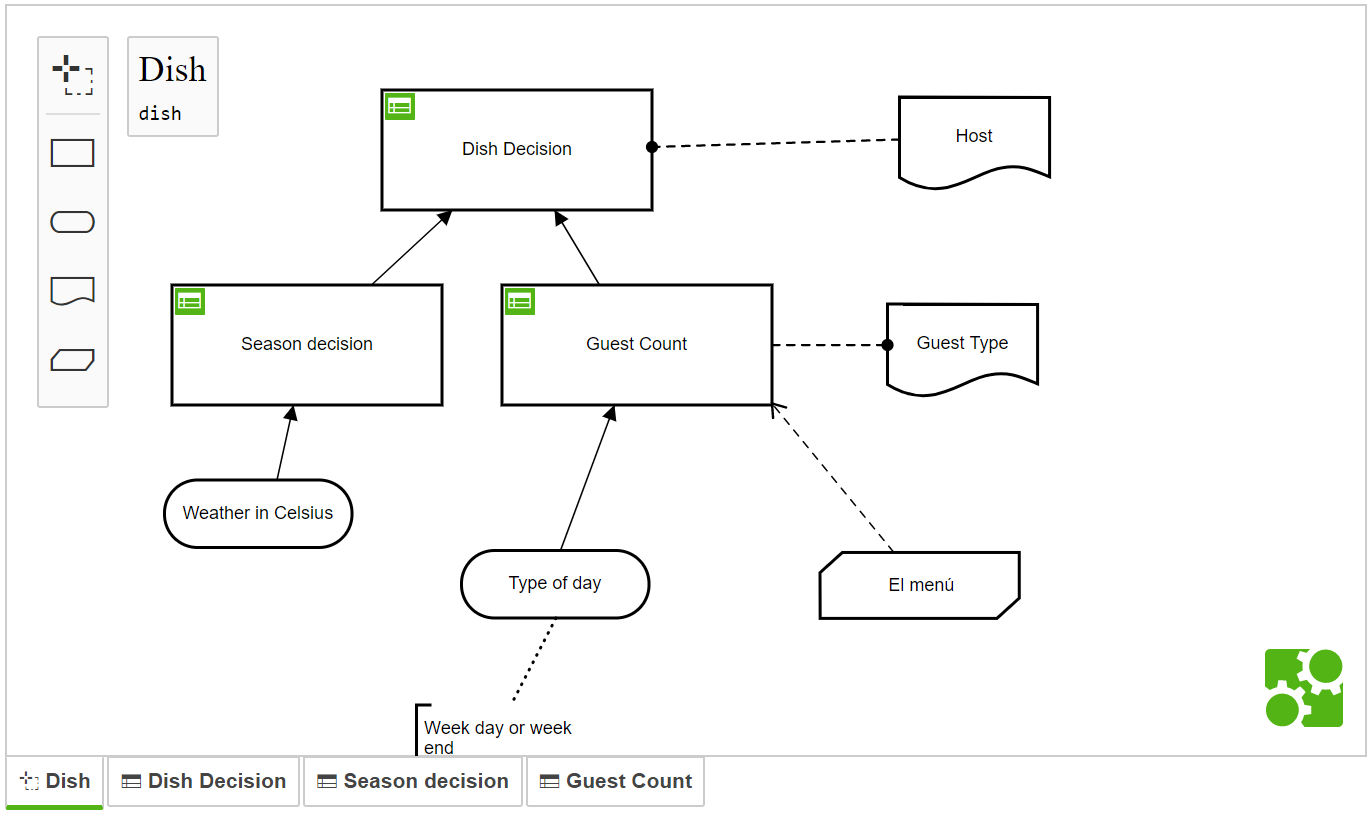 Dish
dish
Dish Decision
Host
Season decision
Guest Count
Guest Type
Weather in Celsius
Type of day
El menú
Week day or week
end
Dish
Dish Decision
Season decision
Guest Count